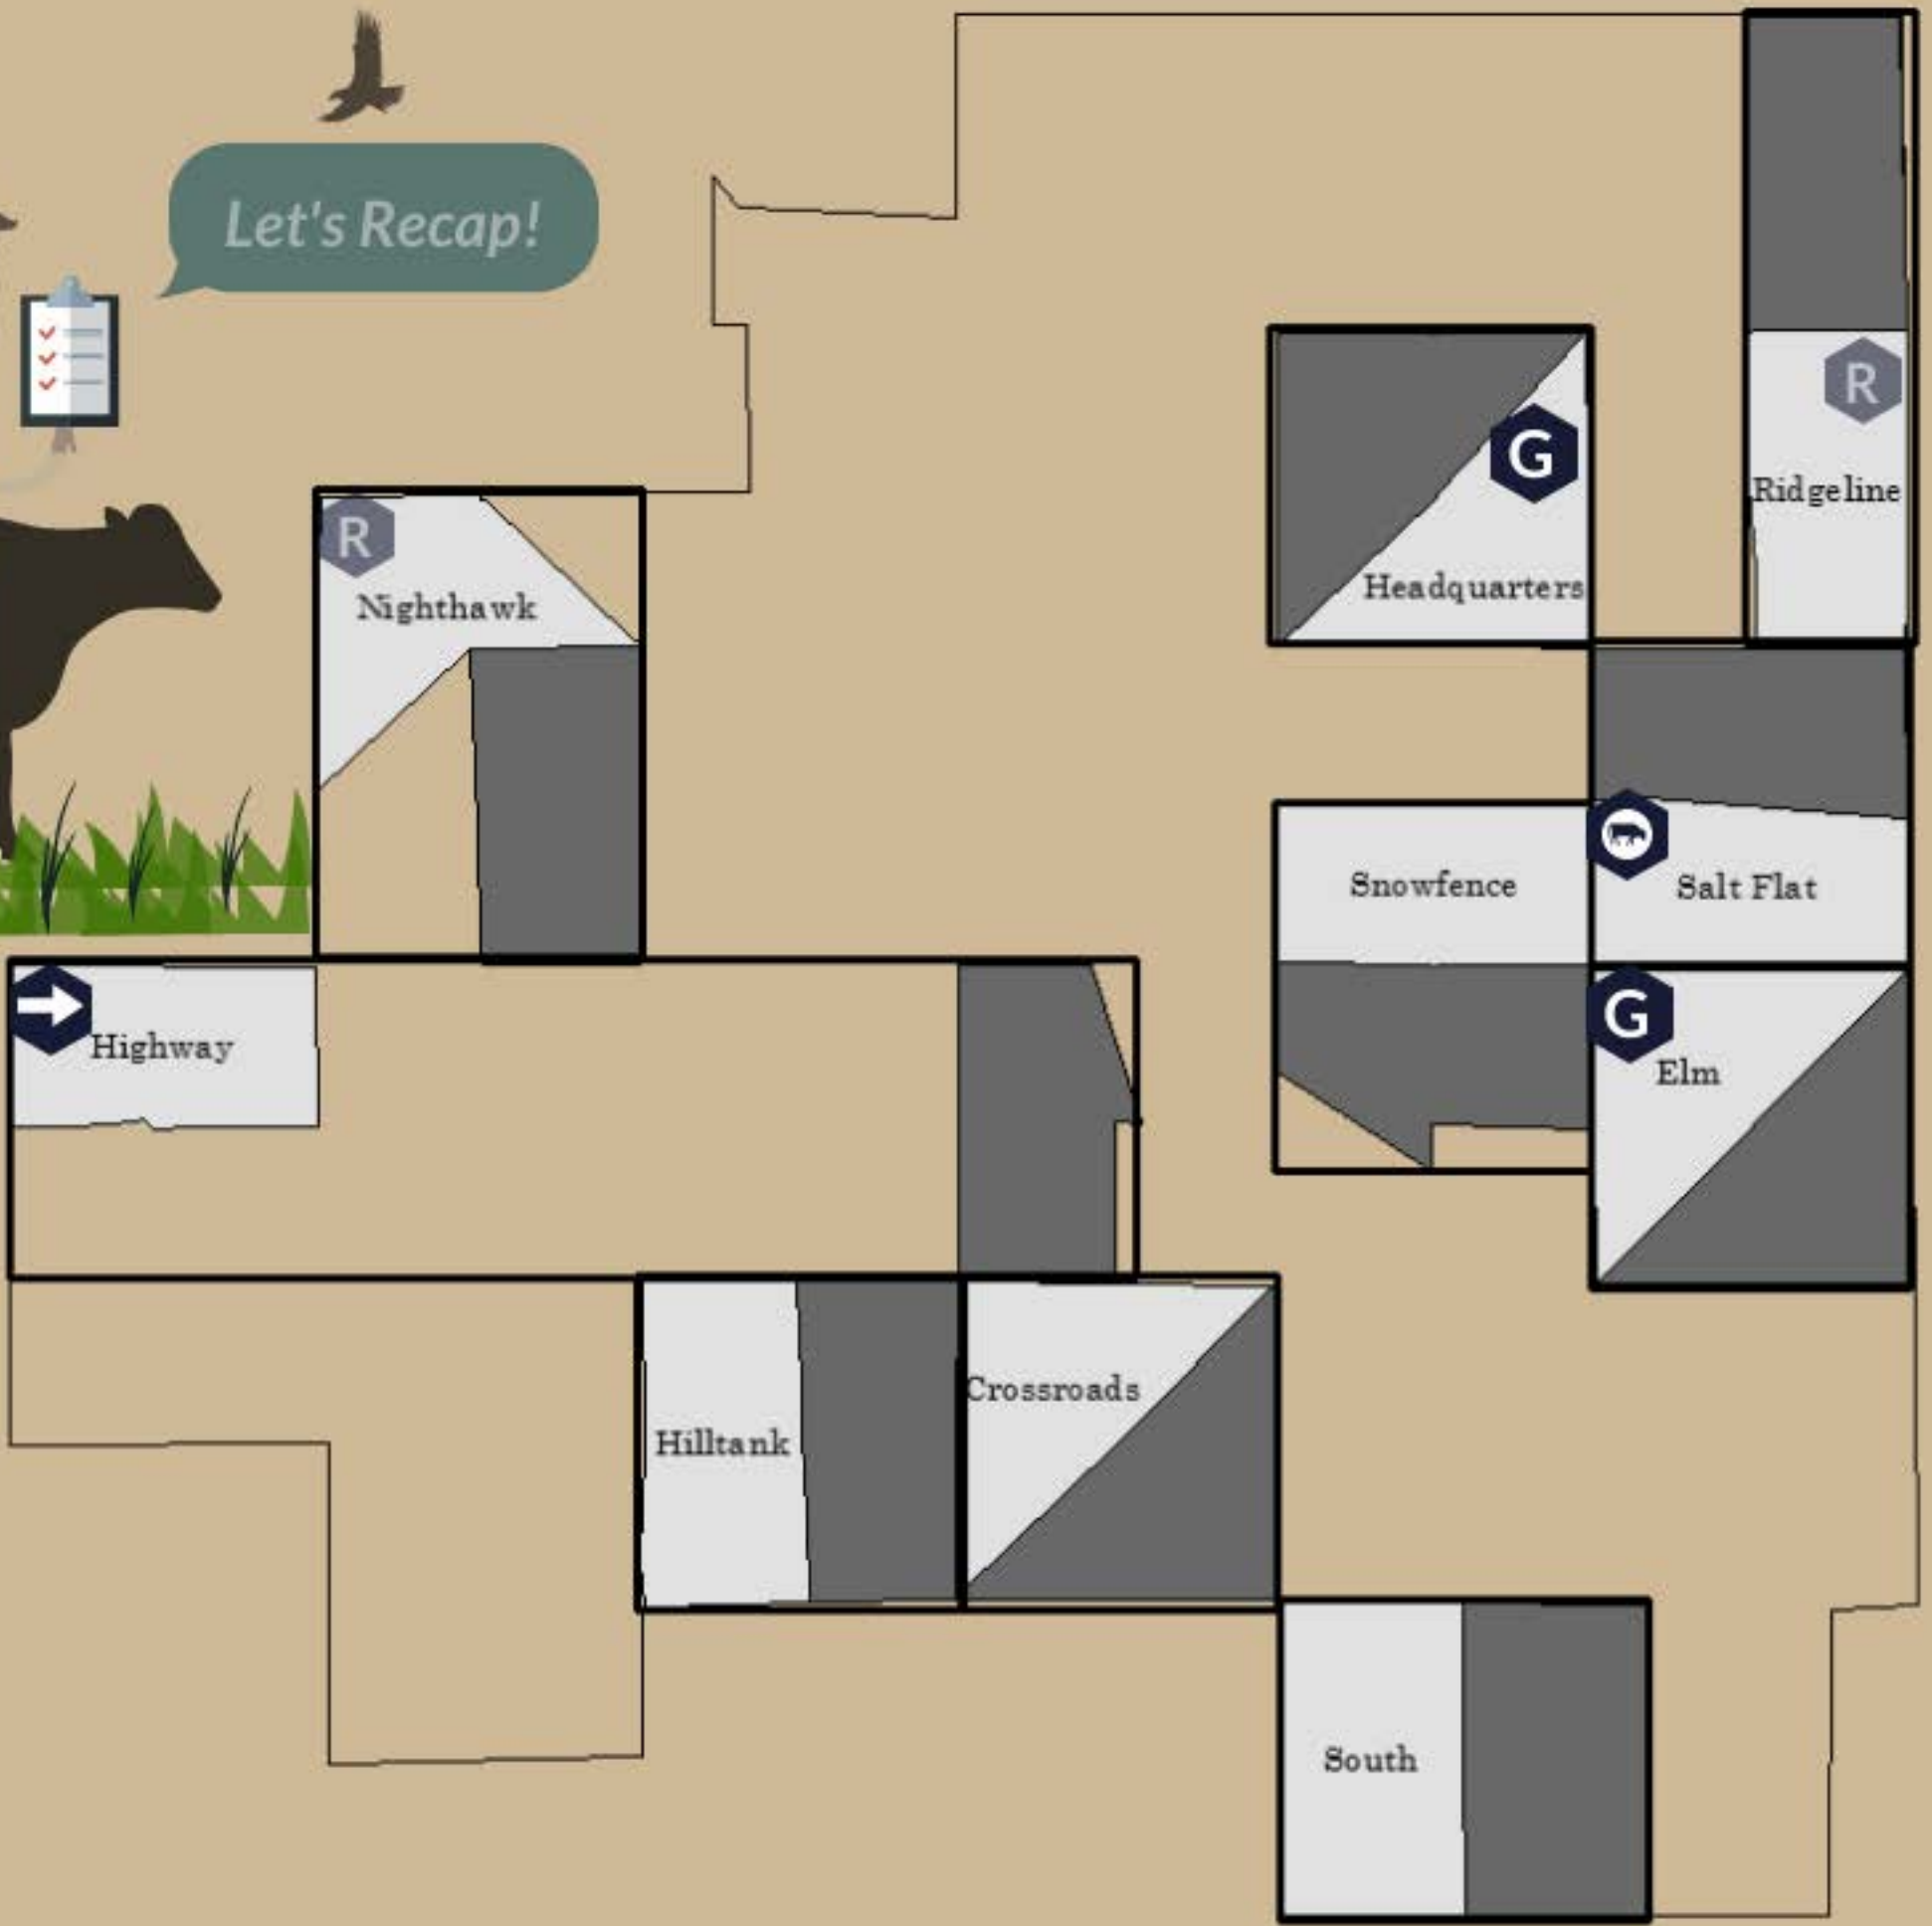 Let's Recap!
R
G
Ridgeline
R
Headquarters
Nighthawk
Snowfence
Salt Flat
G
Highway
Elm
Crossroads
Hilltank
South